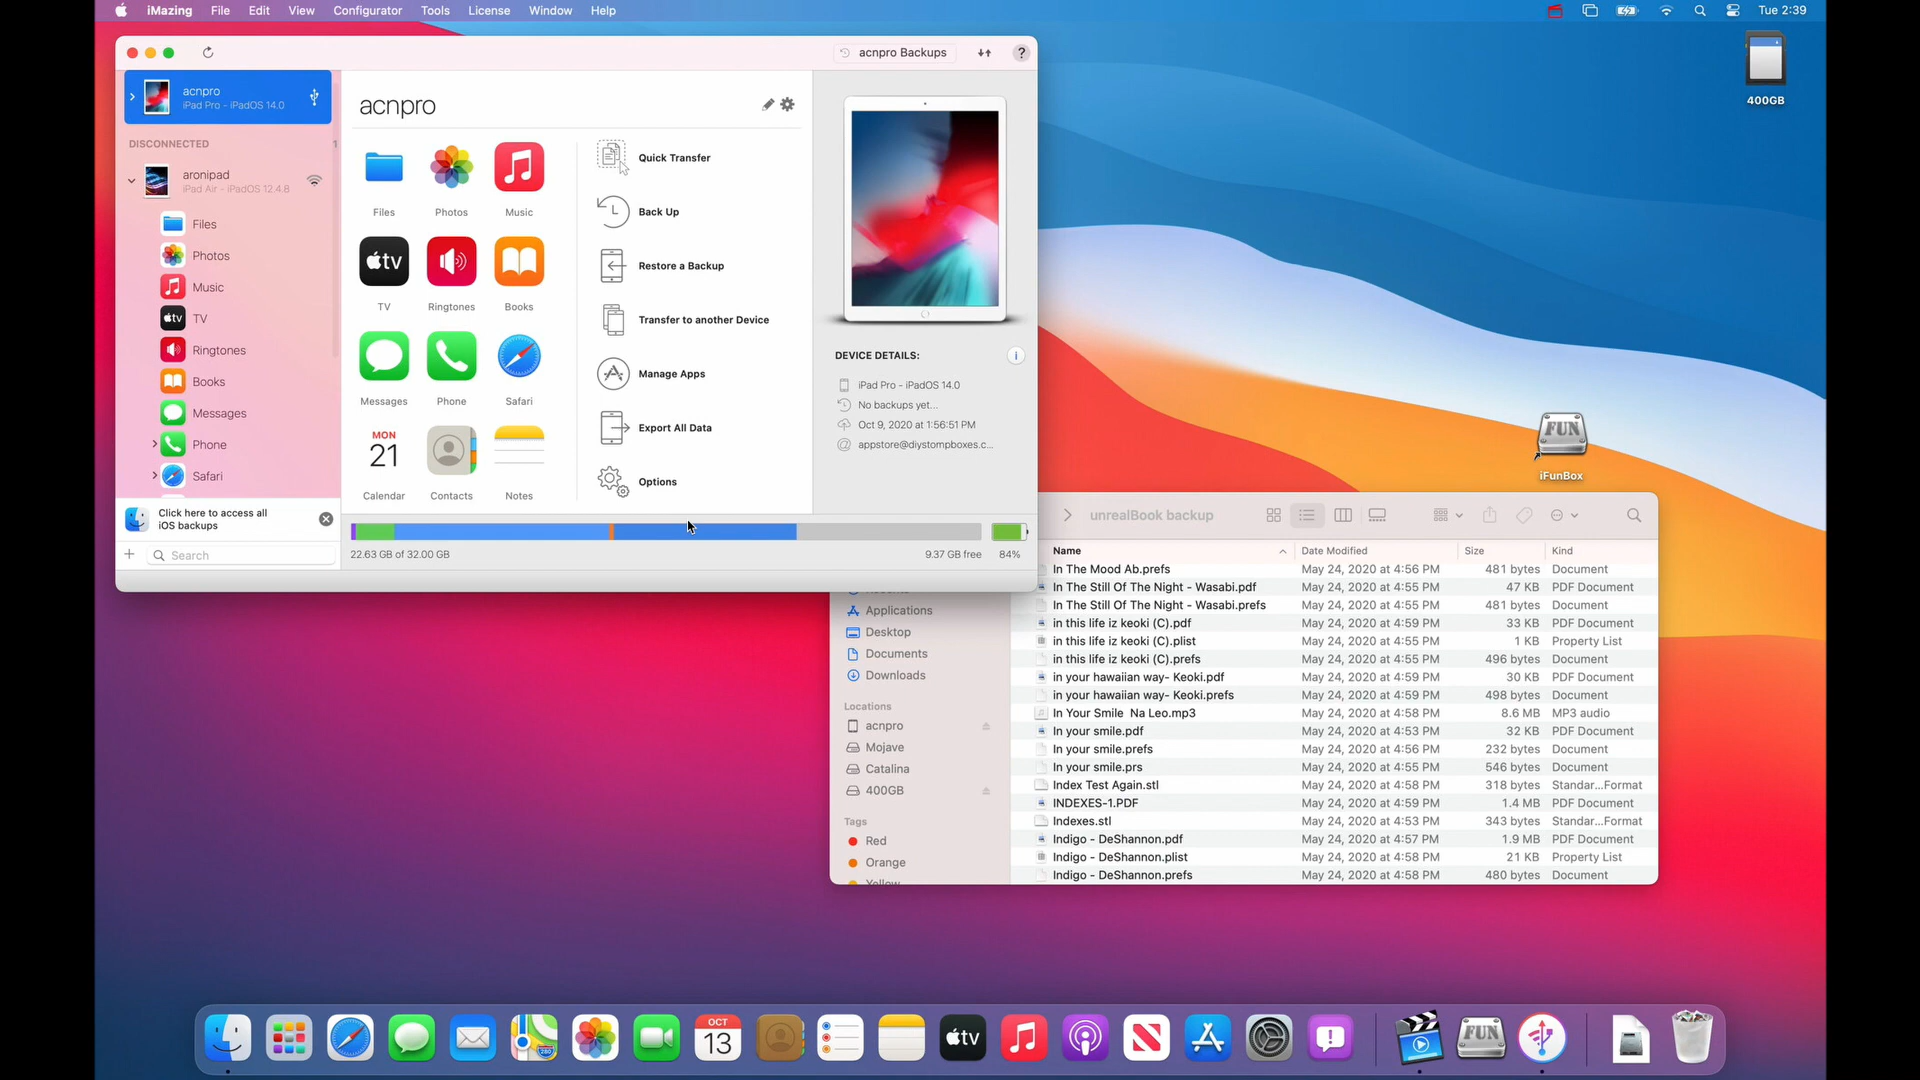 iMazing File Edit View Configurator Tools License Window Help Tue 2:39
acnpro Backups ?
acnpro
iPad Pro - iPadOS 14.0
DISCONNECTED 1
aronipad
iPad Air - iPadOS 12.4.8
Files
Photos
Music
TV
Ringtones
Books
Messages
Phone
Safari
Click here to access all
iOS backups
Search
acnpro
Files Photos Music
tv
TV Ringtones Books
Messages Phone Safari
MON
21
Calendar Contacts Notes
Quick Transfer
Back Up
Restore a Backup
Transfer to another Device
Manage Apps
Export All Data
Options
22.63 GB of 32.00 GB 9.37 GB free 84%
DEVICE DETAILS:
iPad Pro - iPadOS 14.0
No backups yet...
Oct 9, 2020 at 1:56:51 PM
appstore@diystompboxes.c...
400GB
FUN
iFunBox
unrealBook backup
Name Date Modified Size Kind
In The Mood Ab.prefs May 24, 2020 at 4:56 PM 481 bytes Document
In The Still Of The Night - Wasabi.pdf May 24, 2020 at 4:56 PM 47 KB PDF Document
In The Still Of The Night - Wasabi.prefs May 24, 2020 at 4:56 PM 481 bytes Document
in this life iz keoki (C).pdf May 24, 2020 at 4:59 PM 33 KB PDF Document
in this life iz keoki (C).plist May 24, 2020 at 4:55 PM 1 KB Property List
in this life iz keoki (C).prefs May 24, 2020 at 4:55 PM 496 bytes Document
in your hawaiian way- Keoki.pdf May 24, 2020 at 4:59 PM 30 KB PDF Document
in your hawaiian way- Keoki.prefs May 24, 2020 at 4:59 PM 498 bytes Document
In Your Smile Na Leo.mp3 May 24, 2020 at 4:58 PM 8.6 MB MP3 audio
In your smile.pdf May 24, 2020 at 4:53 PM 32 KB PDF Document
In your smile.prefs May 24, 2020 at 4:56 PM 232 bytes Document
In your smile.prs May 24, 2020 at 4:55 PM 546 bytes Document
Index Test Again.stl May 24, 2020 at 4:58 PM 318 bytes Standar...Format
INDEXES-1.PDF May 24, 2020 at 4:59 PM 1.4 MB PDF Document
Indexes.stl May 24, 2020 at 4:53 PM 343 bytes Standar...Format
Indigo - DeShannon.pdf May 24, 2020 at 4:57 PM 1.9 MB PDF Document
Indigo - DeShannon.plist May 24, 2020 at 4:58 PM 21 KB Property List
Indigo - DeShannon.prefs May 24, 2020 at 4:58 PM 480 bytes Document
Recents
Applications
Desktop
Documents
Downloads
Locations
acnpro
Mojave
Catalina
400GB
Tags
Red
Orange
Yellow
OCT
13
tv
FUN